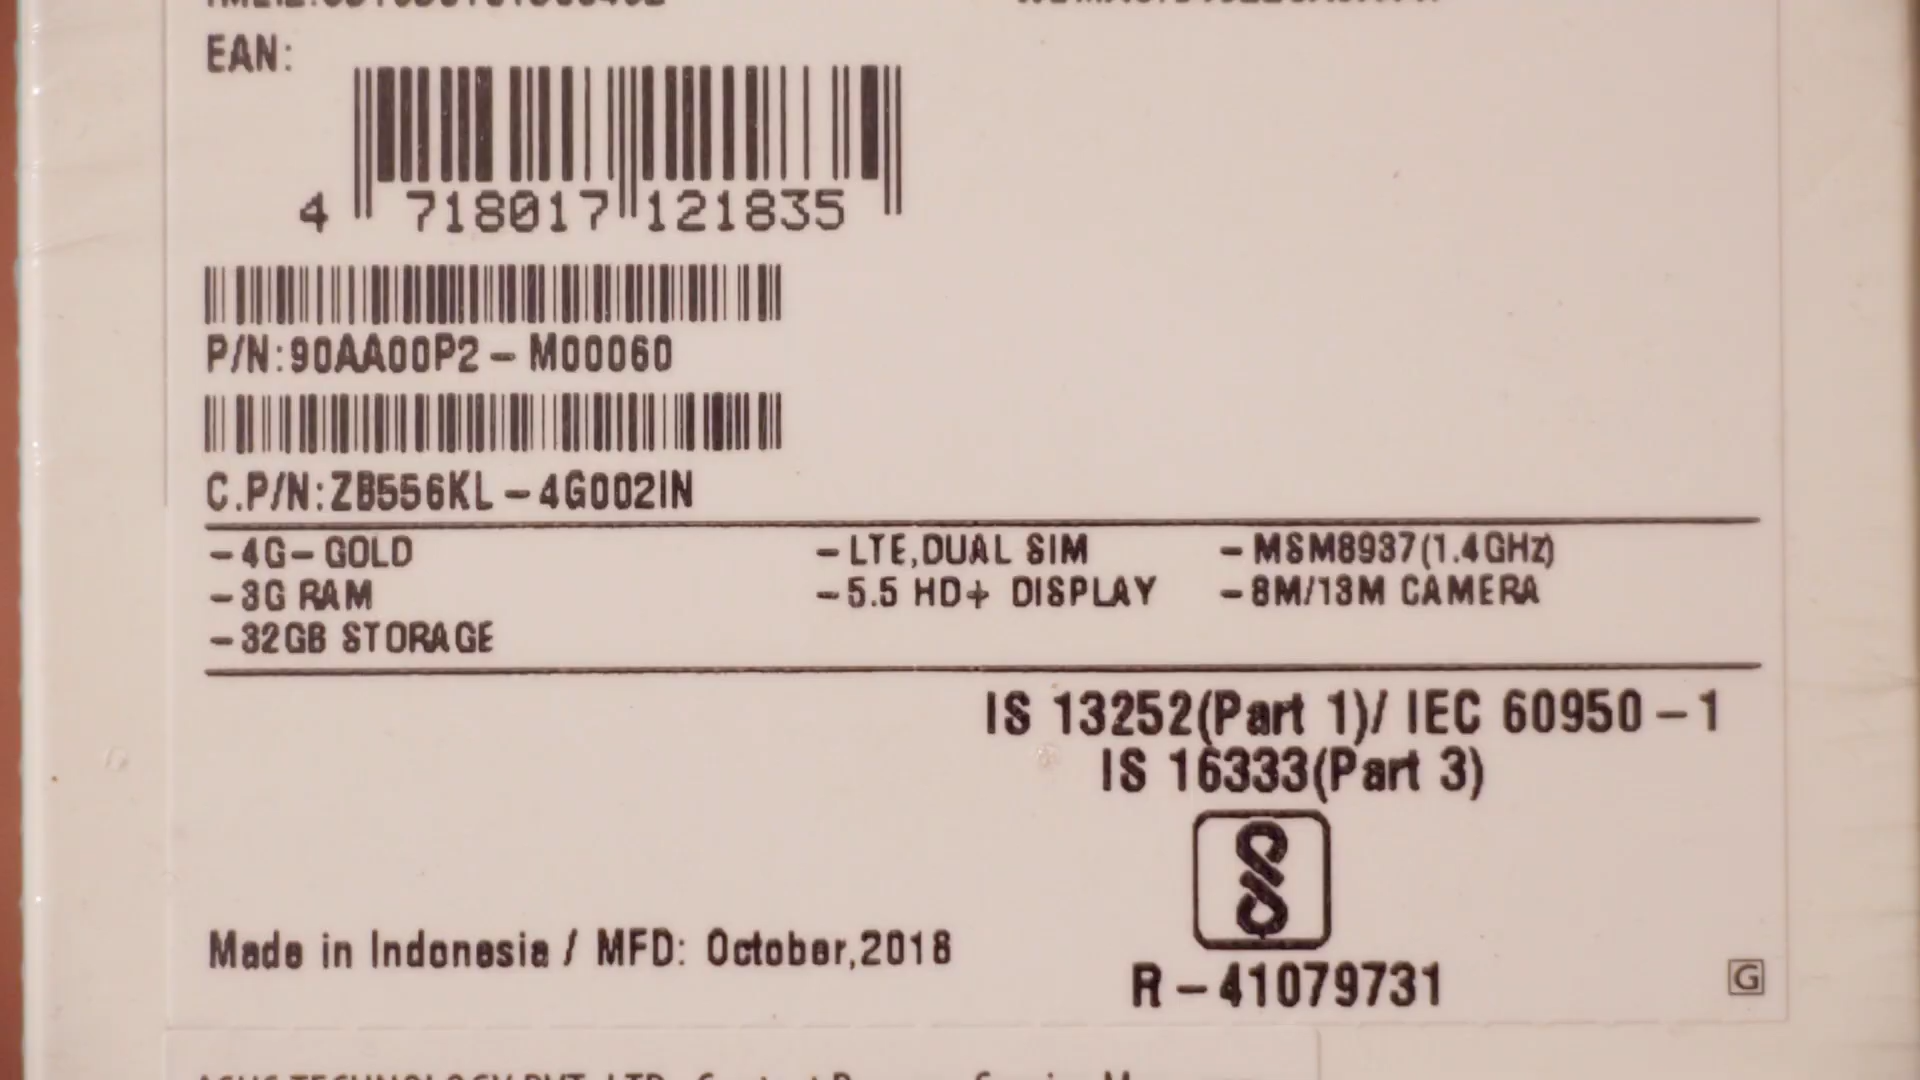 EAN:
4 718017 121835
P/N:90AA00P2-M00060
C.P/N:ZB556KL-4G002IN
-4G-GOLD -LTE,DUAL SIM -MSM8937(1.4GHz)
-3G RAM -5.5 HD+ DISPLAY -8M/13M CAMERA
-32GB STORAGE
IS 13252(Part 1)/ IEC 60950-1
IS 16333(Part 3)
Made in Indonesia / MFD: October,2018
R-41079731
G